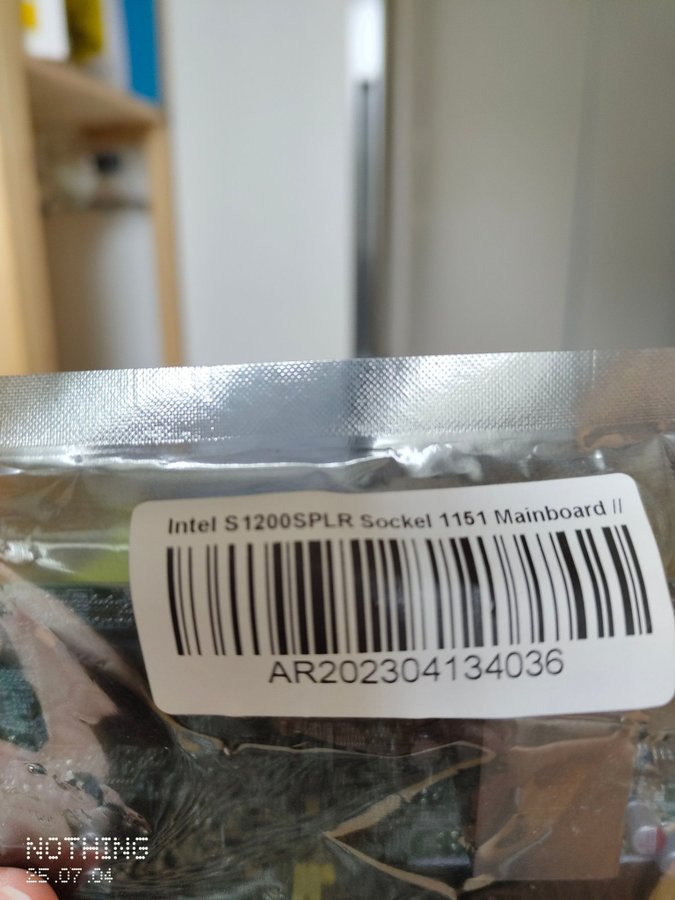 Intel S1200SPLR Sockel 1151 Mainboard //
AR202304134036
NOTHING
25.07.04